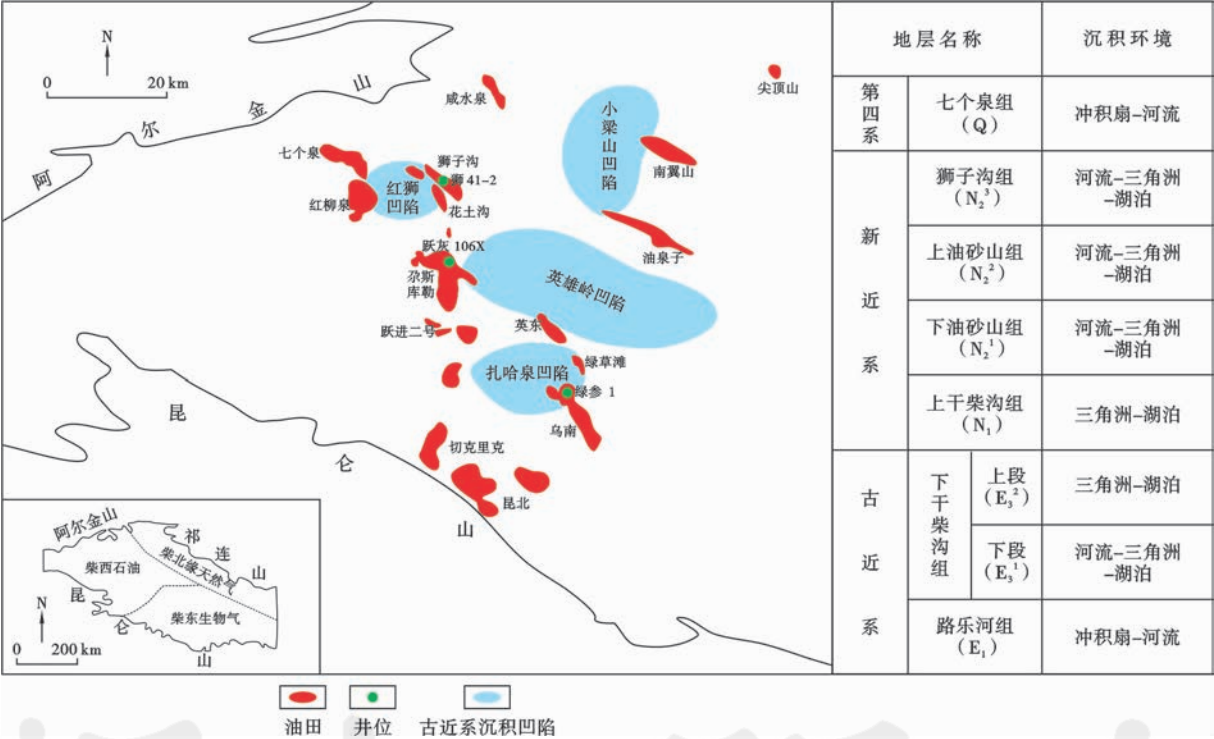 N
0
20 km
阿
尔
金
山
咸水泉
尖顶山
小梁山凹陷
七个泉
狮子沟
狮 41-2
南翼山
红狮
凹陷
红柳泉
花土沟
跃灰 106X
油泉子
尕斯
库勒
英雄岭凹陷
跃进二号
英东
绿草滩
扎哈泉凹陷
绿参 1
乌南
昆
仑
山
切克里克
昆北
阿尔金山
祁
连
山
柴西石油
柴北缘天然气
N
昆
仑
山
柴东生物气
0
200 km
地层名称
沉积环境
第四系
七个泉组
(Q)
冲积扇-河流
新近系
狮子沟组
(N₂³)
河流-三角洲
-湖泊
上油砂山组
(N₂²)
河流-三角洲
-湖泊
下油砂山组
(N₂¹)
河流-三角洲
-湖泊
上干柴沟组
(N₁)
三角洲-湖泊
古近系
下干柴沟组
上段
(E₃²)
三角洲-湖泊
下段
(E₃¹)
河流-三角洲
-湖泊
路乐河组
(E₁)
冲积扇-河流
油田
井位
古近系沉积凹陷